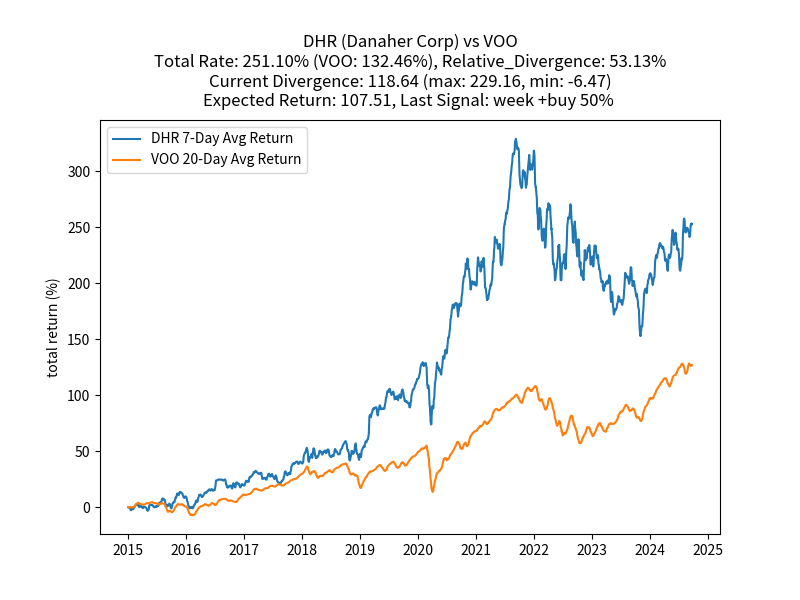 DHR (Danaher Corp) vs VOO
Total Rate: 251.10% (VOO: 132.46%), Relative_Divergence: 53.13%
Current Divergence: 118.64 (max: 229.16, min: -6.47)
Expected Return: 107.51, Last Signal: week +buy 50%
DHR 7-Day Avg Return
VOO 20-Day Avg Return
total return (%)
300
250
200
150
100
50
0
2015 2016 2017 2018 2019 2020 2021 2022 2023 2024 2025